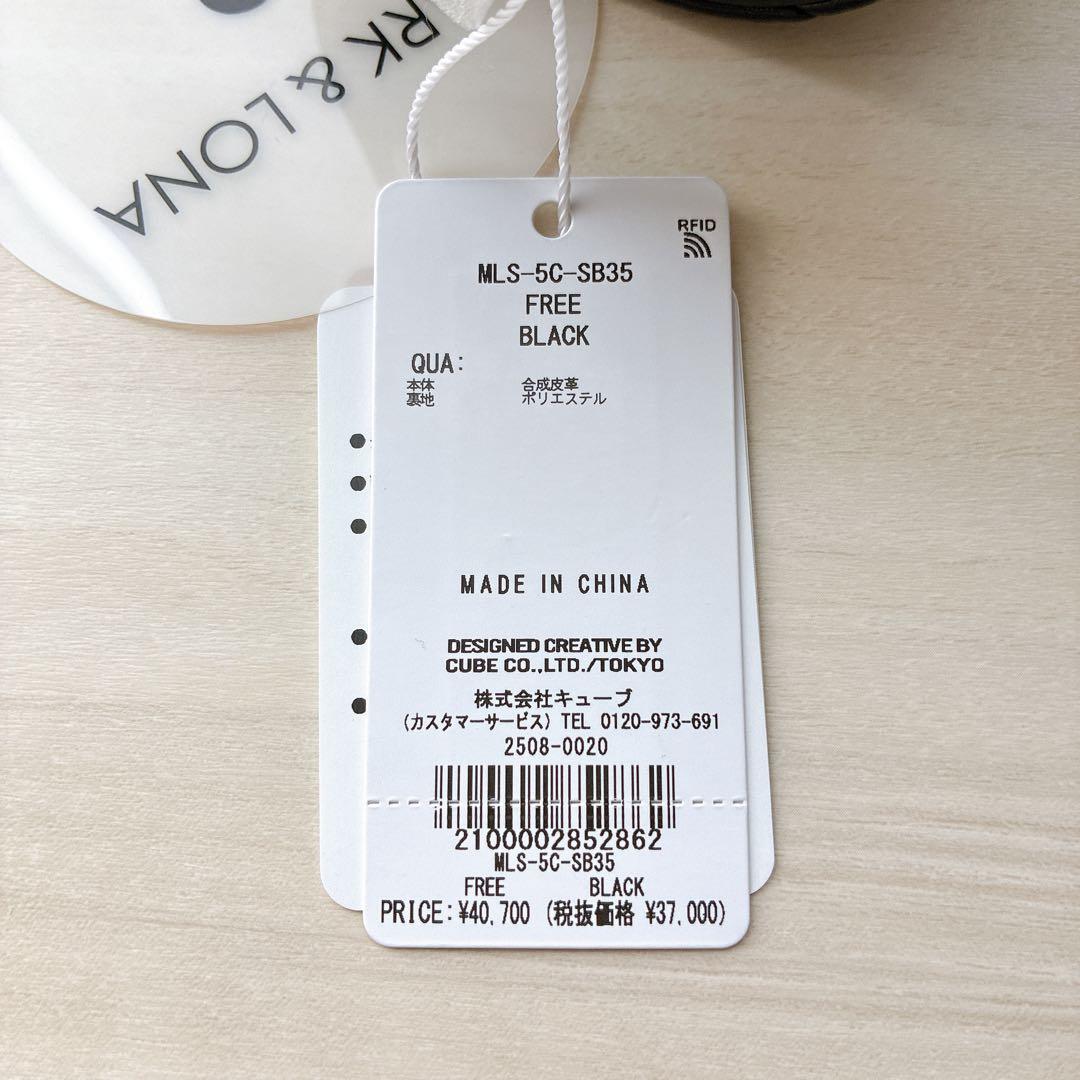 RK & LONA
RFID
MLS-5C-SB35
FREE
BLACK
QUA:
本体 合成皮革
裏地 ポリエステル
MADE IN CHINA
DESIGNED CREATIVE BY
CUBE CO.,LTD./TOKYO
株式会社キューブ
(カスタマーサービス) TEL 0120-973-691
2508-0020
2100002852862
MLS-5C-SB35
FREE BLACK
PRICE:¥40,700 (税抜価格 ¥37,000)